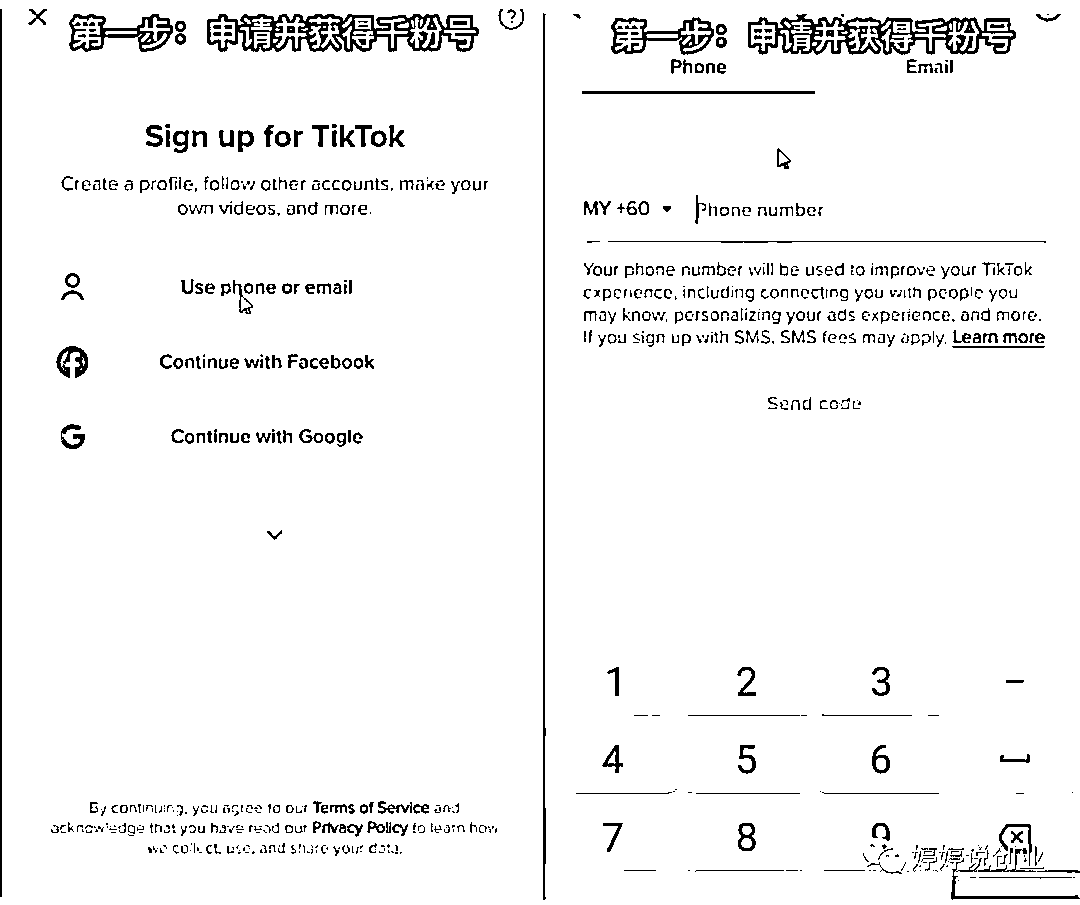 第一步：申请并获得千粉号
Sign up for TikTok
Create a profile, follow other accounts, make your
own videos, and more.
Use phone or email
Continue with Facebook
Continue with Google
By continuing, you agree to our Terms of Service and
acknowledge that you have read our Privacy Policy to learn how
we collect, use, and share your data.
第一步：申请并获得千粉号
Phone Email
MY +60 Phone number
Your phone number will be used to improve your TikTok
experience, including connecting you with people you
may know, personalizing your ads experience, and more.
If you sign up with SMS, SMS fees may apply. Learn more
Send code
1 2 3 –
4 5 6
7 8 9
婷婷说创业